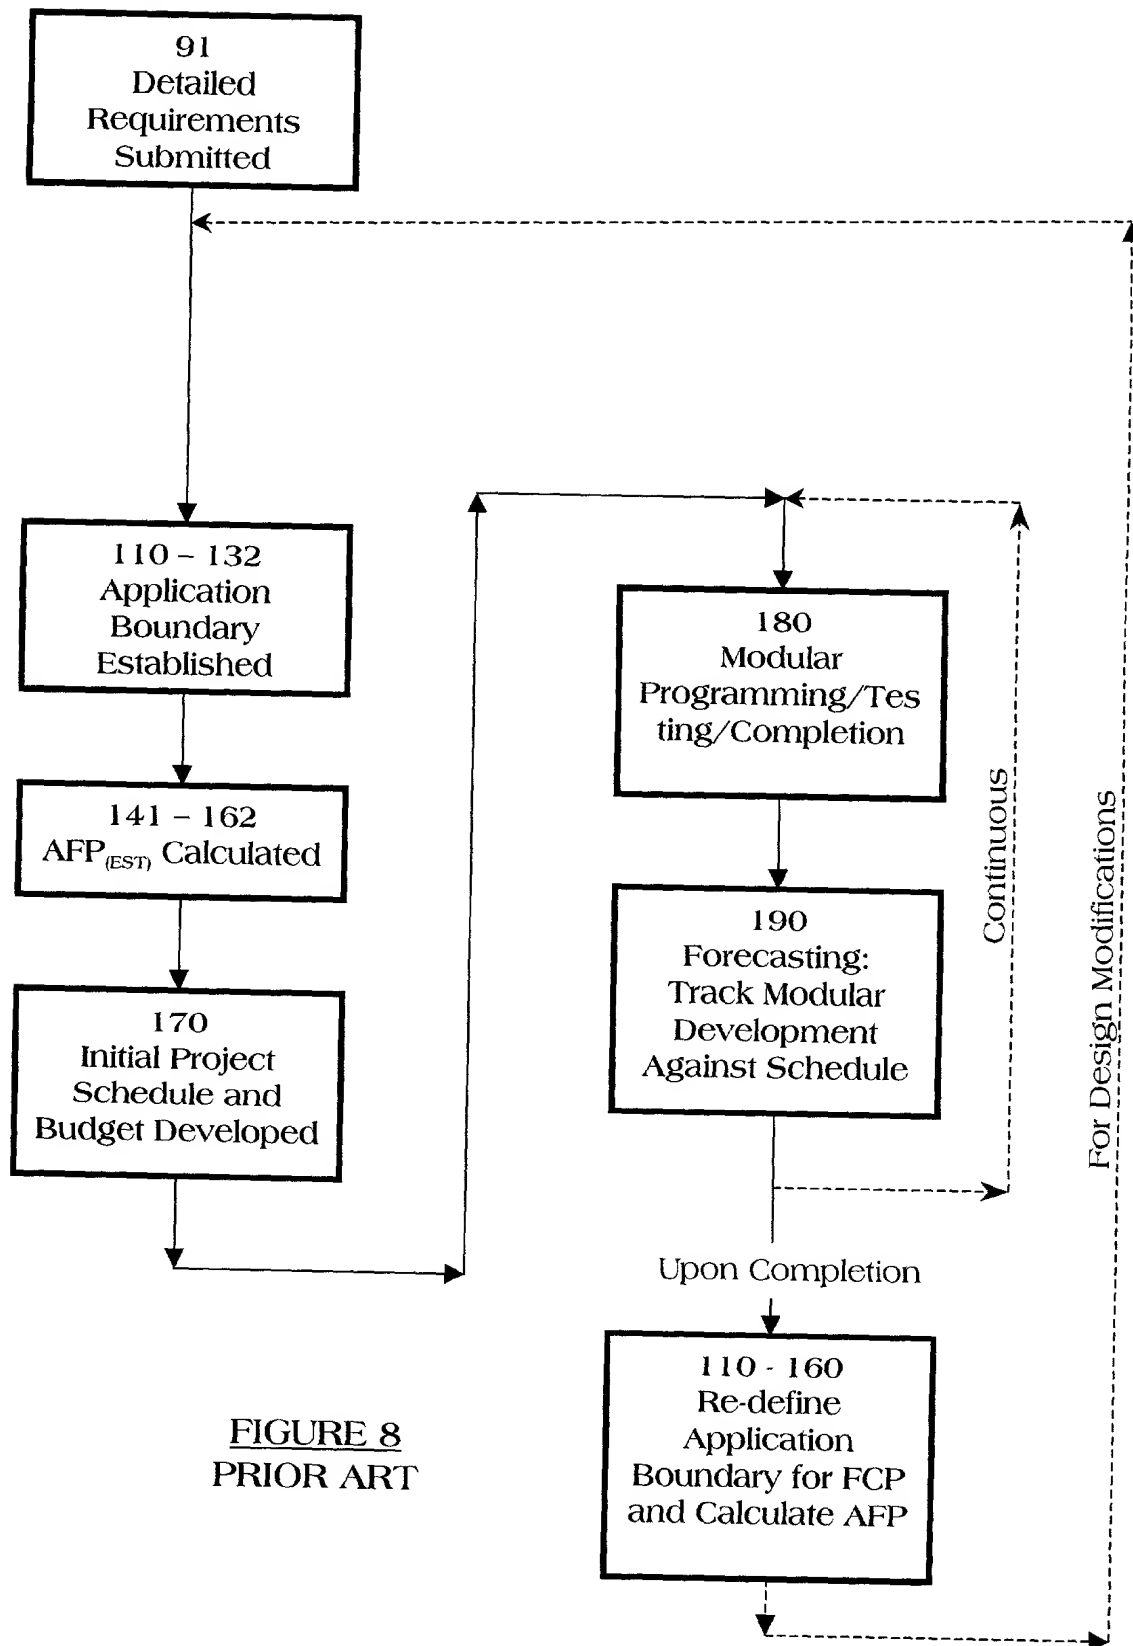 91
Detailed
Requirements
Submitted
110 – 132
Application
Boundary
Established
141 – 162
AFP(EST) Calculated
170
Initial Project
Schedule and
Budget Developed
180
Modular
Programming/Tes
ting/Completion
190
Forecasting:
Track Modular
Development
Against Schedule
Continuous
For Design Modifications
Upon Completion
110 - 160
Re-define
Application
Boundary for FCP
and Calculate AFP
FIGURE 8
PRIOR ART